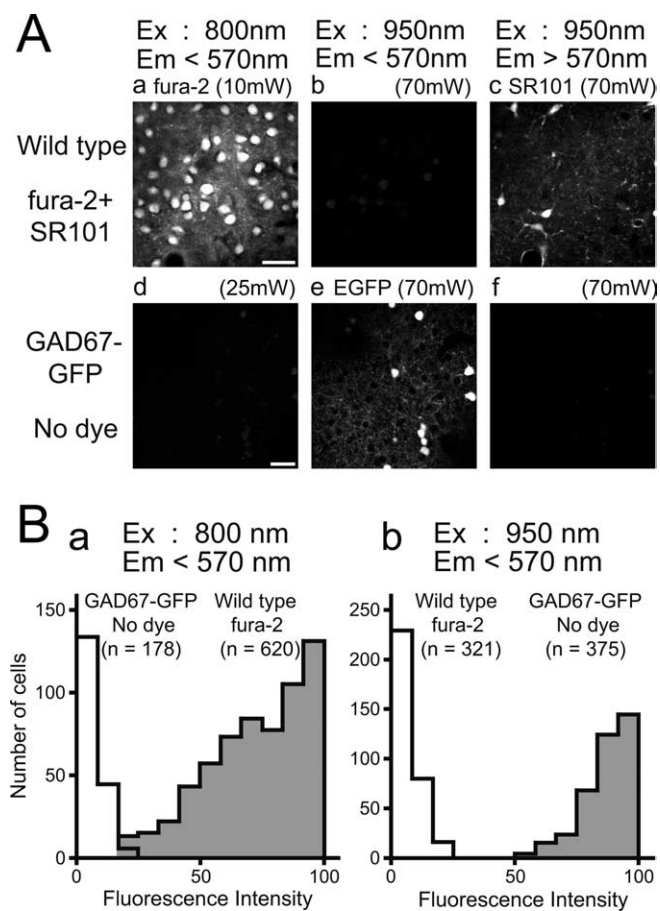 A
Ex : 800nm
Em < 570nm
Ex : 950nm
Em < 570nm
Ex : 950nm
Em > 570nm
a fura-2 (10mW)
b (70mW)
c SR101 (70mW)
Wild type
fura-2+
SR101
d (25mW)
e EGFP (70mW)
f (70mW)
GAD67-
GFP
No dye
B
a Ex : 800 nm
Em < 570 nm
GAD67-GFP
No dye
(n = 178)
Wild type
fura-2
(n = 620)
Number of cells
150
100
50
0
0 50 100
Fluorescence Intensity
b Ex : 950 nm
Em < 570 nm
Wild type
fura-2
(n = 321)
GAD67-GFP
No dye
(n = 375)
250
200
150
100
50
0
0 50 100
Fluorescence Intensity